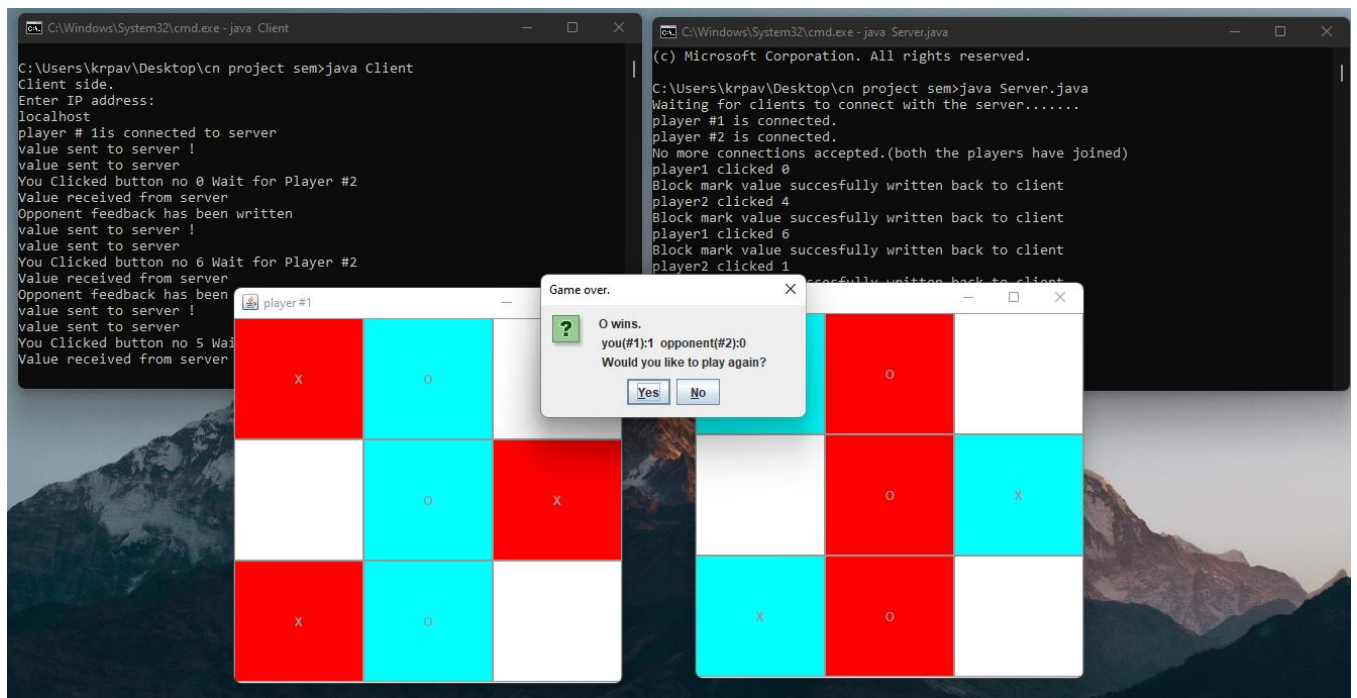 C:\Windows\System32\cmd.exe - java Client
C:\Users\krpav\Desktop\cn project sem>java Client
Client side.
Enter IP address:
localhost
player # 1is connected to server
value sent to server !
value sent to server
You Clicked button no 0 Wait for Player #2
Value received from server
Opponent feedback has been written
value sent to server !
value sent to server
You Clicked button no 6 Wait for Player #2
Value received from server
Opponent feedback has been
value sent to server !
value sent to server
You Clicked button no 5 Wai
Value received from server
C:\Windows\System32\cmd.exe - java Server.java
(c) Microsoft Corporation. All rights reserved.
C:\Users\krpav\Desktop\cn project sem>java Server.java
Waiting for clients to connect with the server.......
player #1 is connected.
player #2 is connected.
No more connections accepted.(both the players have joined)
player1 clicked 0
Block mark value succesfully written back to client
player2 clicked 4
Block mark value succesfully written back to client
player1 clicked 6
Block mark value succesfully written back to client
player2 clicked 1
succesfully written back to client
player #1
X O
O X
X O
Game over.
?
O wins.
you(#1):1 opponent(#2):0
Would you like to play again?
Yes No
O
O X
X O